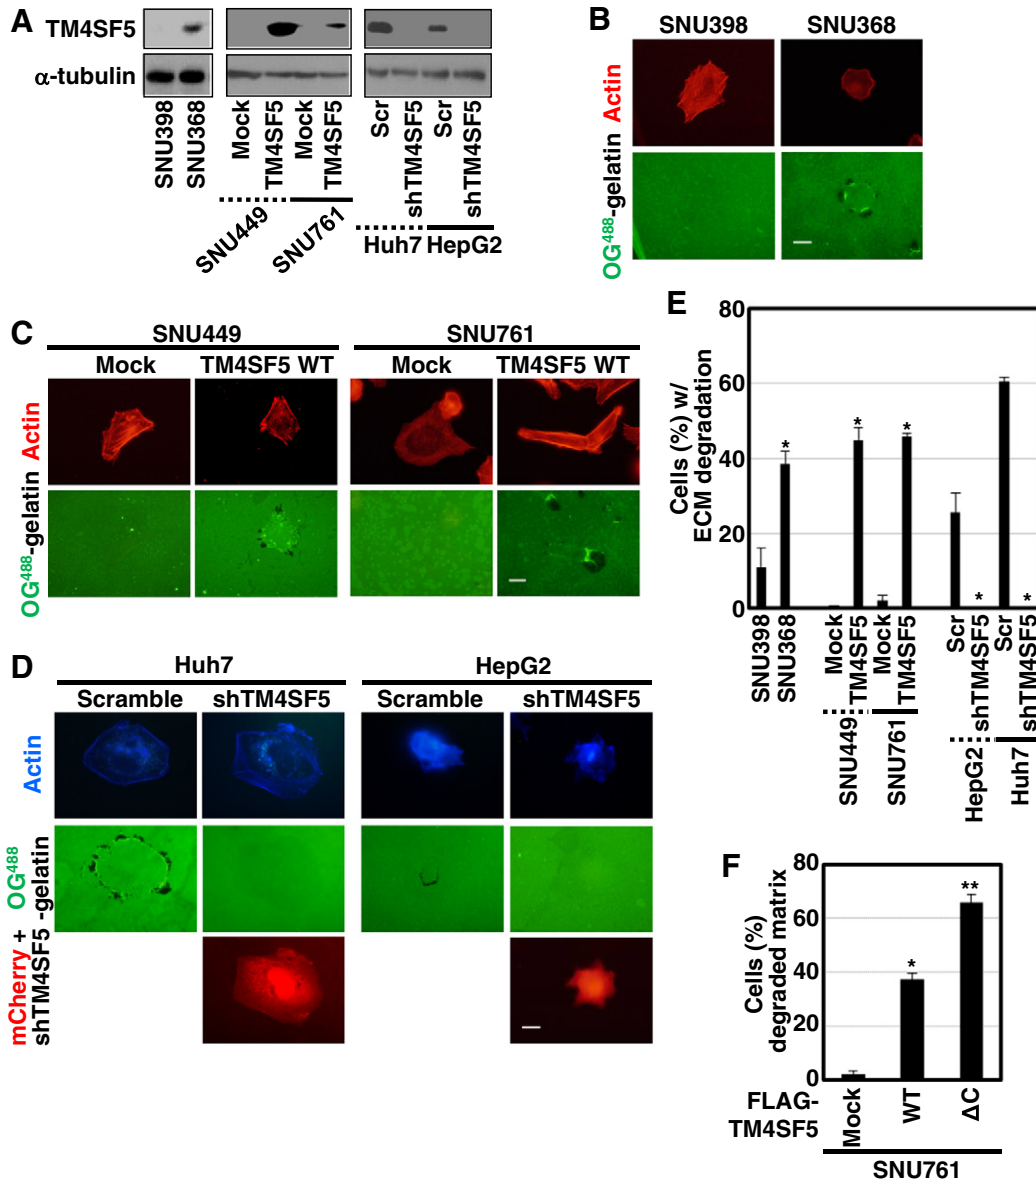 A
TM4SF5
α-tubulin
SNU398
SNU368
Mock
TM4SF5
Mock
TM4SF5
SNU449
SNU761
Scr
shTM4SF5
Scr
shTM4SF5
Huh7 HepG2
B
SNU398 SNU368
Actin
OG488-gelatin
C
SNU449 SNU761
Mock TM4SF5 WT Mock TM4SF5 WT
Actin
OG488-gelatin
D
Huh7 HepG2
Scramble shTM4SF5 Scramble shTM4SF5
Actin
OG488
-gelatin
mCherry +
shTM4SF5
E
Cells (%) w/
ECM degradation
80
60
40
20
0
* * * * *
SNU398
SNU368
Mock
TM4SF5
Mock
TM4SF5
SNU449
SNU761
Scr
shTM4SF5
Scr
shTM4SF5
HepG2
Huh7
F
Cells (%)
degraded matrix
80
60
40
20
0
* **
FLAG-
TM4SF5
Mock
WT
ΔC
SNU761